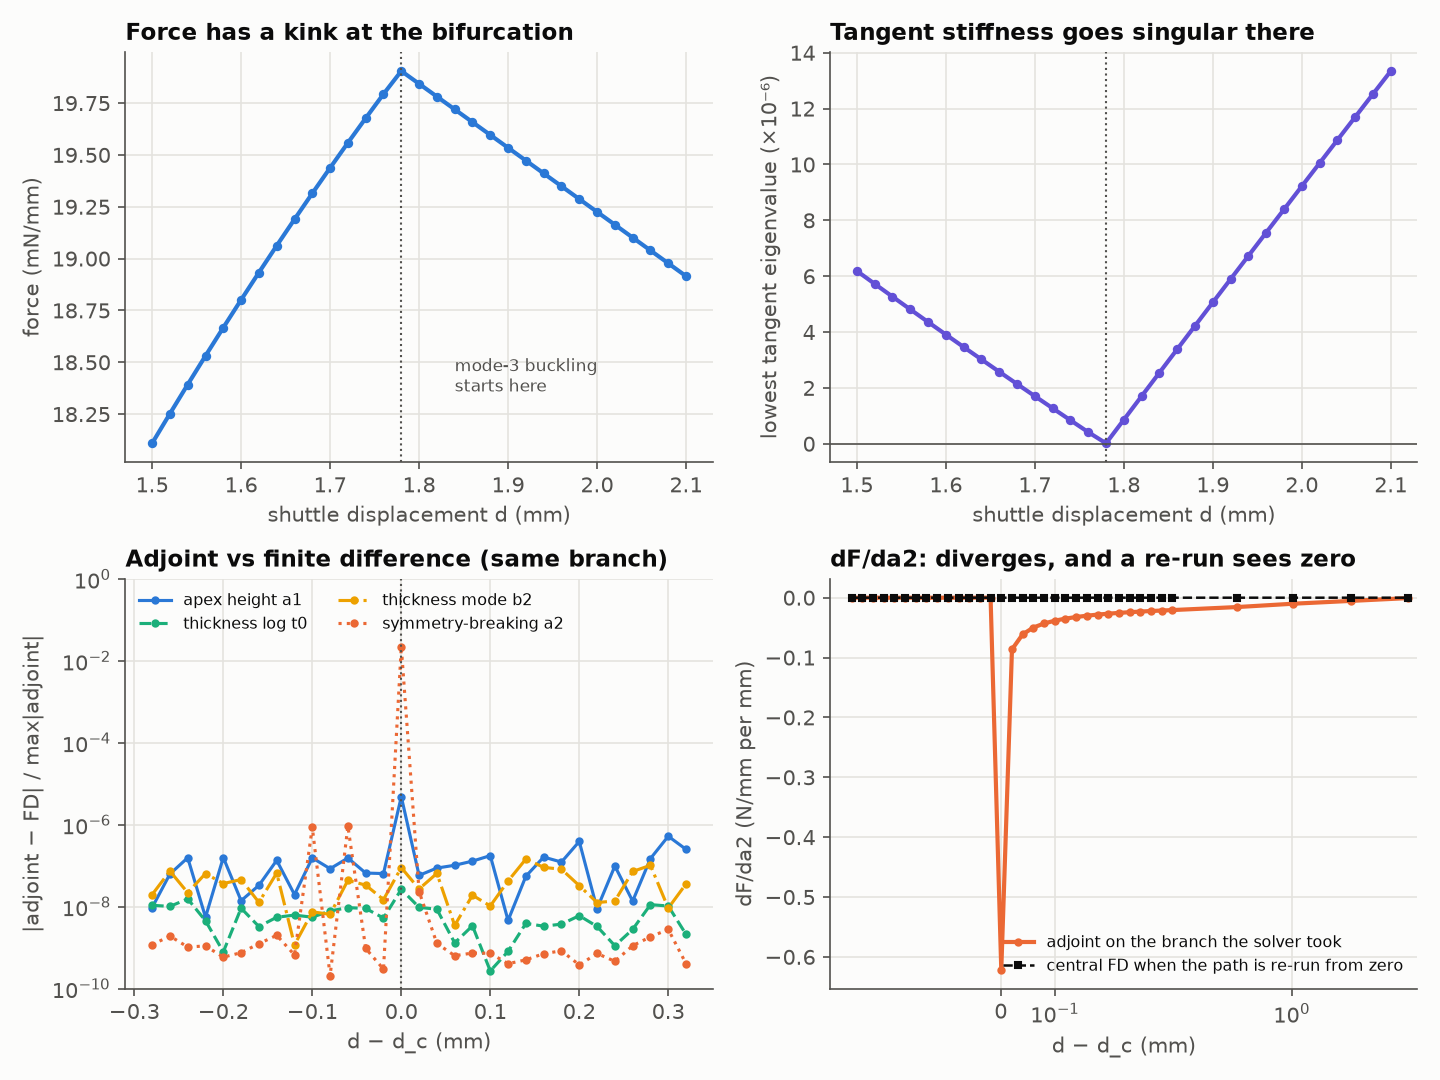 Force has a kink at the bifurcation
19.75
19.50
19.25
19.00
18.75
18.50
18.25
force (mN/mm)
mode-3 buckling
starts here
1.5 1.6 1.7 1.8 1.9 2.0 2.1
shuttle displacement d (mm)
Tangent stiffness goes singular there
14
12
10
8
6
4
2
0
lowest tangent eigenvalue (×10⁻⁶)
1.5 1.6 1.7 1.8 1.9 2.0 2.1
shuttle displacement d (mm)
Adjoint vs finite difference (same branch)
10⁰
10⁻²
10⁻⁴
10⁻⁶
10⁻⁸
10⁻¹⁰
|adjoint − FD| / max|adjoint|
apex height a1
thickness log t0
thickness mode b2
symmetry-breaking a2
−0.3 −0.2 −0.1 0.0 0.1 0.2 0.3
d − d_c (mm)
dF/da2: diverges, and a re-run sees zero
0.0
−0.1
−0.2
−0.3
−0.4
−0.5
−0.6
dF/da2 (N/mm per mm)
adjoint on the branch the solver took
central FD when the path is re-run from zero
0 10⁻¹ 10⁰
d − d_c (mm)